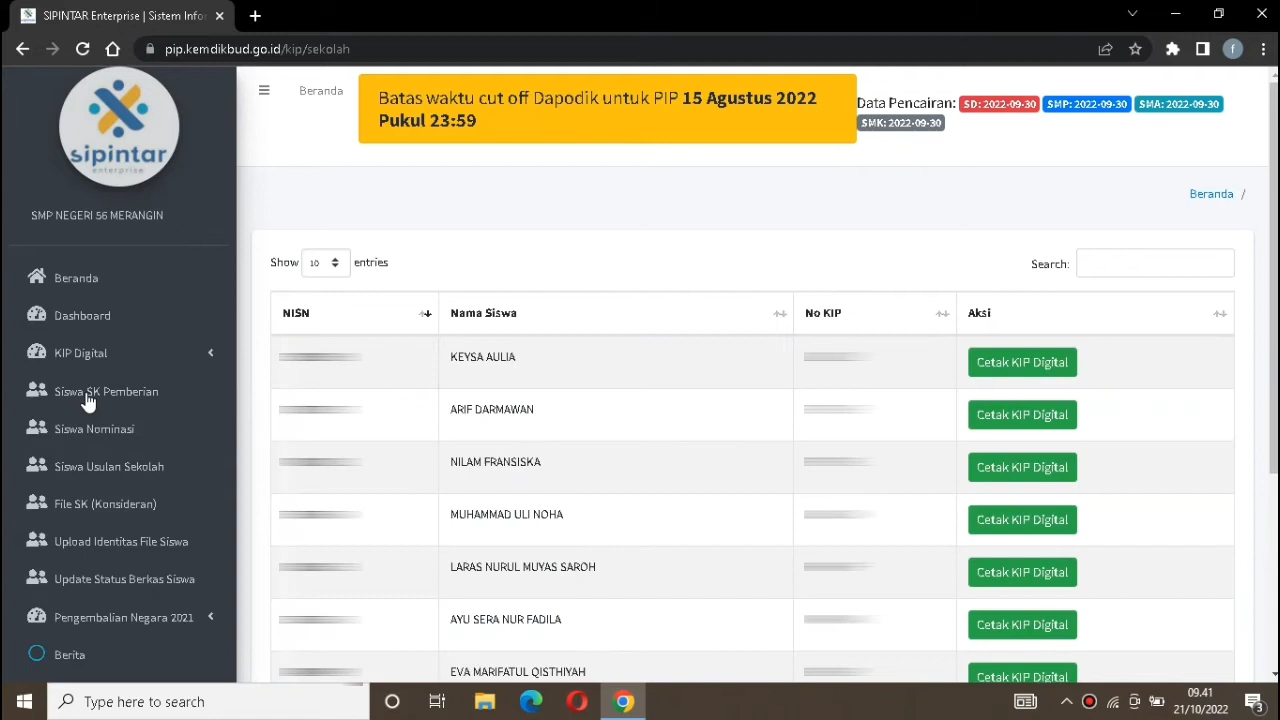 SIPINTAR Enterprise | Sistem Infor
pip.kemdikbud.go.id/kip/sekolah
f
sipintar
enterprise
SMP NEGERI 56 MERANGIN
Beranda
Dashboard
KIP Digital
Siswa SK Pemberian
Siswa Nominasi
Siswa Usulan Sekolah
File SK (Konsideran)
Upload Identitas File Siswa
Update Status Berkas Siswa
Pengembalian Negara 2021
Berita
Beranda
Batas waktu cut off Dapodik untuk PIP 15 Agustus 2022
Pukul 23:59
Data Pencairan: SD: 2022-09-30 SMP: 2022-09-30 SMA: 2022-09-30
SMK: 2022-09-30
Beranda /
Show 10 entries
Search:
NISN Nama Siswa No KIP Aksi
KEYSA AULIA Cetak KIP Digital
ARIF DARMAWAN Cetak KIP Digital
NILAM FRANSISKA Cetak KIP Digital
MUHAMMAD ULI NOHA Cetak KIP Digital
LARAS NURUL MUYAS SAROH Cetak KIP Digital
AYU SERA NUR FADILA Cetak KIP Digital
EVA MARIFATUL QISTHIYAH Cetak KIP Digital
Type here to search
09.41
21/10/2022
3